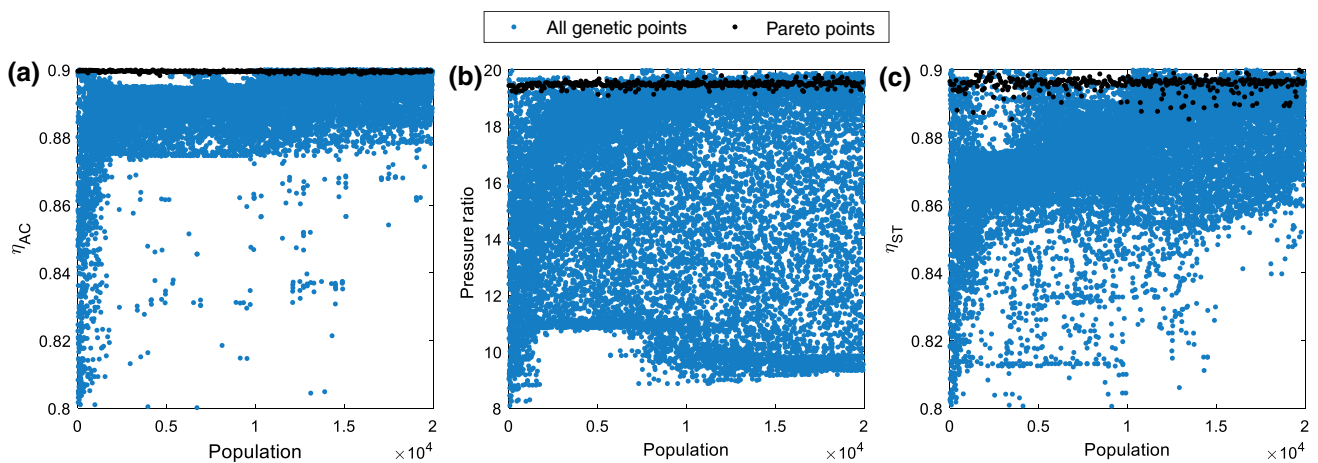 All genetic points Pareto points
(a)
0.9
0.88
0.86
0.84
0.82
0.8
η_AC
0 0.5 1 1.5 2
×10^4
Population
(b)
20
18
16
14
12
10
8
Pressure ratio
0 0.5 1 1.5 2
×10^4
Population
(c)
0.9
0.88
0.86
0.84
0.82
0.8
η_ST
0 0.5 1 1.5 2
×10^4
Population